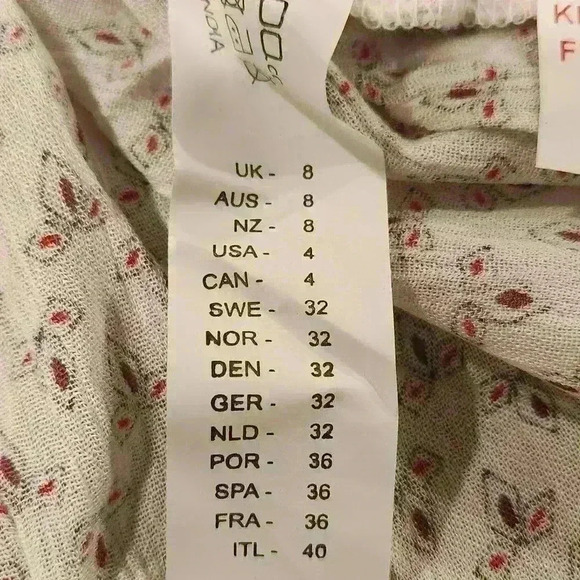 K
F
UK - 8
AUS - 8
NZ - 8
USA - 4
CAN - 4
SWE - 32
NOR - 32
DEN - 32
GER - 32
NLD - 32
POR - 36
SPA - 36
FRA - 36
ITL - 40